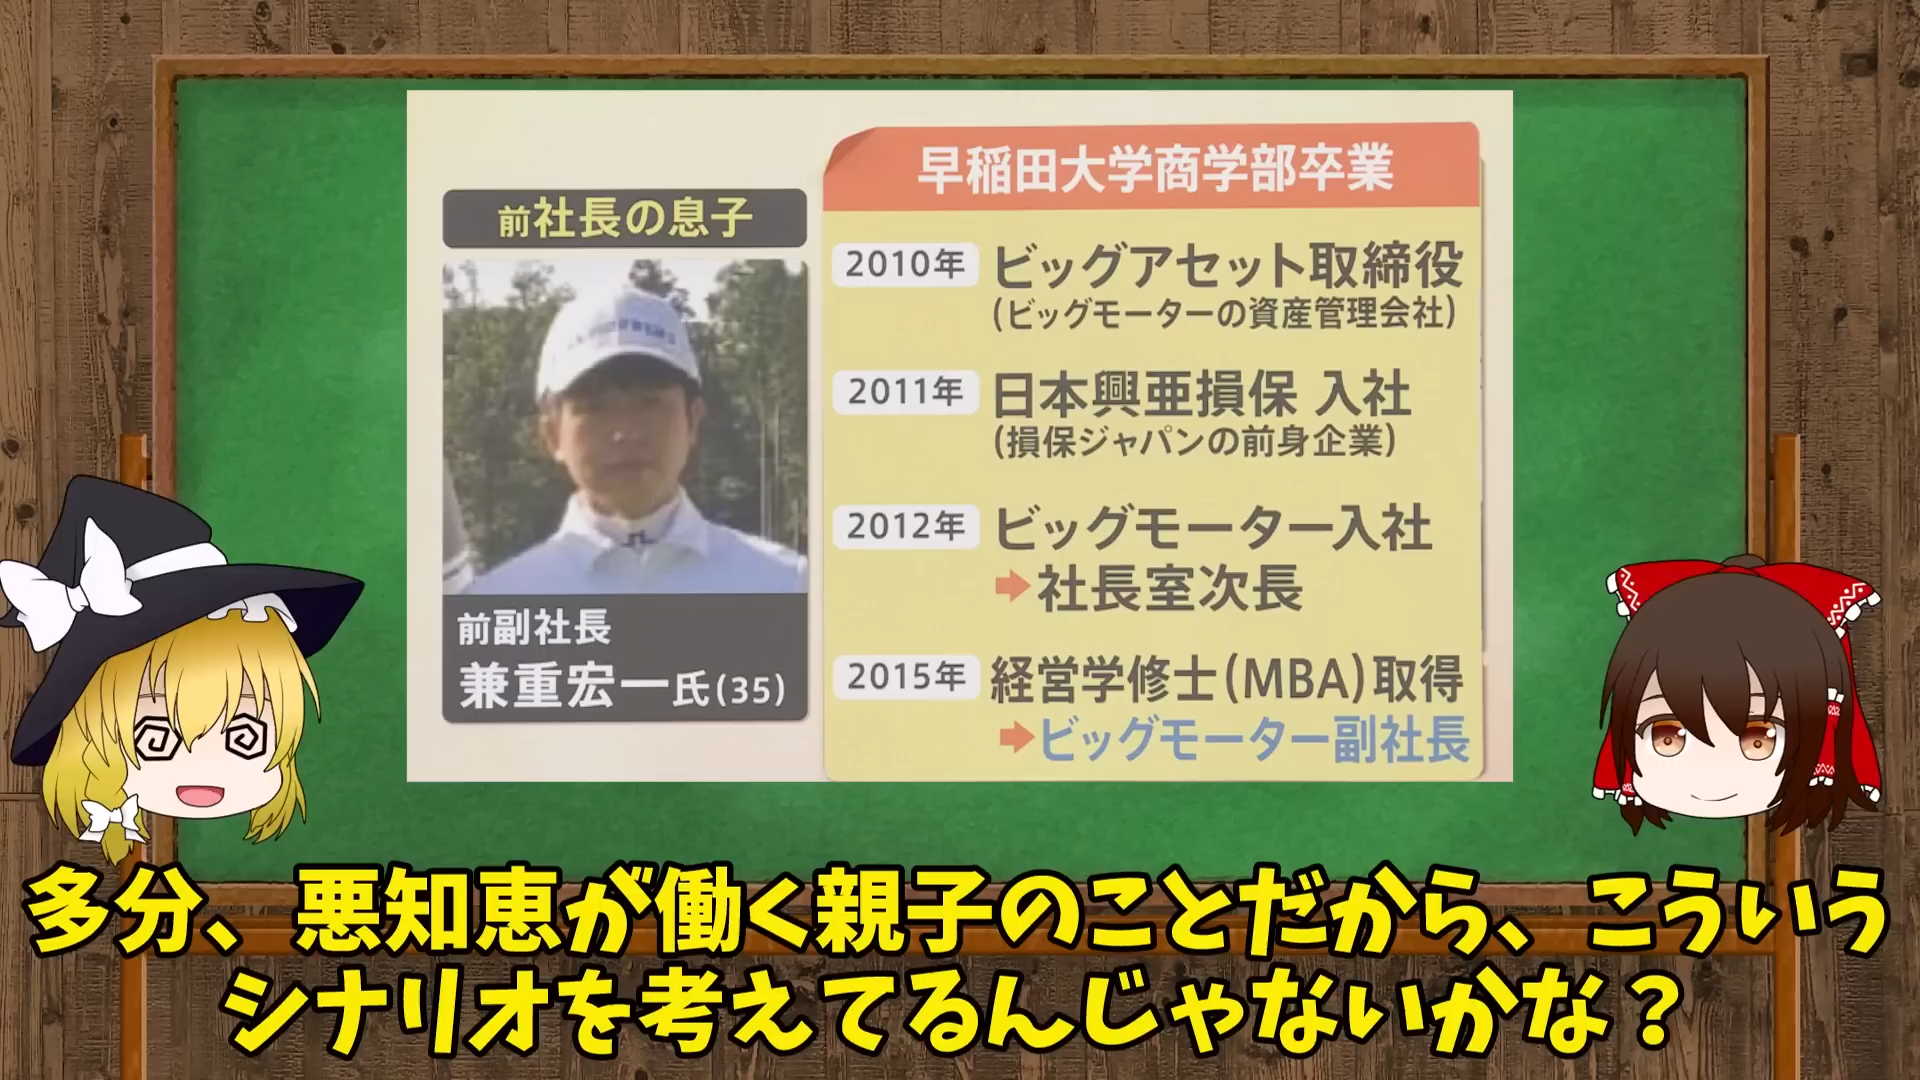 前社長の息子
前副社長
兼重宏一氏(35)
早稲田大学商学部卒業
2010年 ビッグアセット取締役
(ビッグモーターの資産管理会社)
2011年 日本興亜損保 入社
(損保ジャパンの前身企業)
2012年 ビッグモーター入社
➡社長室次長
2015年 経営学修士(MBA)取得
➡ビッグモーター副社長
多分、悪知恵が働く親子のことだから、こういう
シナリオを考えてるんじゃないかな？